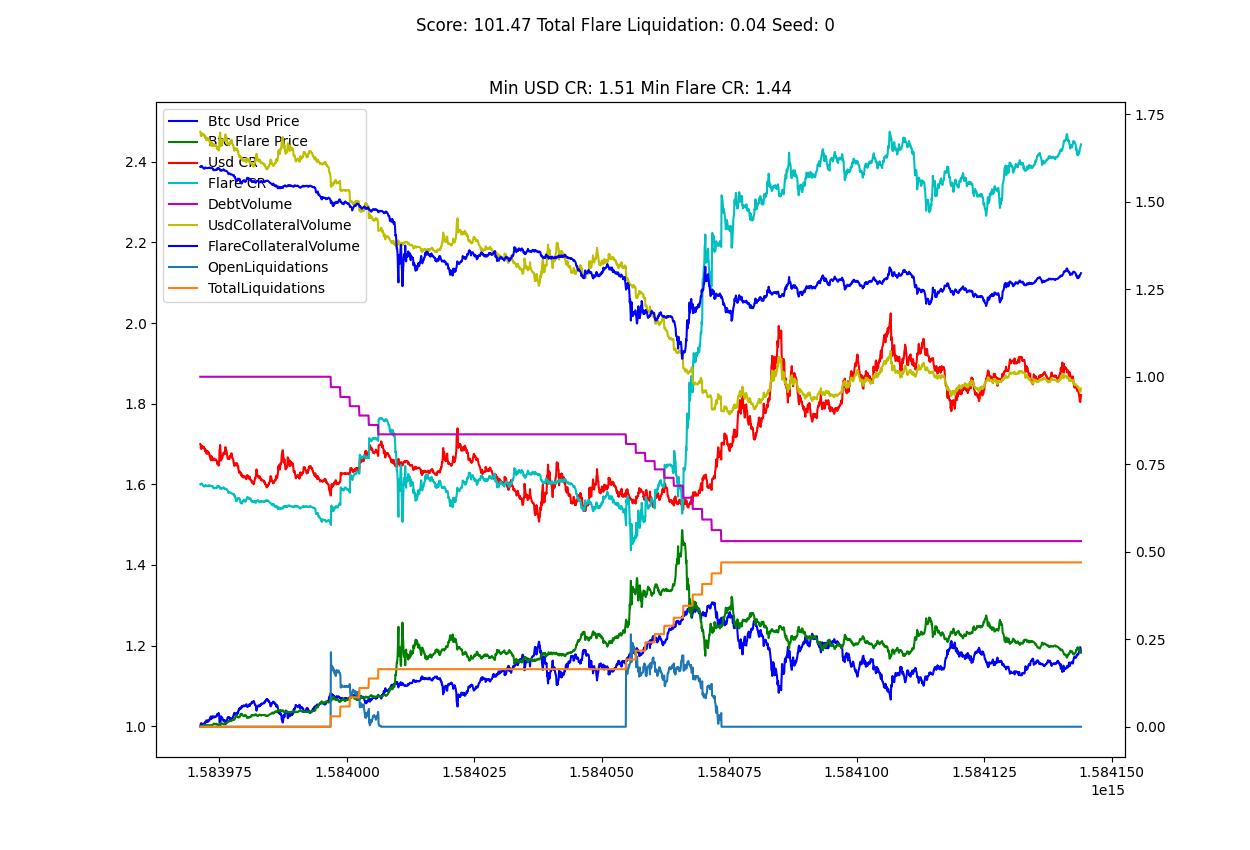 Score: 101.47 Total Flare Liquidation: 0.04 Seed: 0
Min USD CR: 1.51 Min Flare CR: 1.44
Btc Usd Price
Btc Flare Price
Usd CR
Flare CR
DebtVolume
UsdCollateralVolume
FlareCollateralVolume
OpenLiquidations
TotalLiquidations
2.4
2.2
2.0
1.8
1.6
1.4
1.2
1.0
1.75
1.50
1.25
1.00
0.75
0.50
0.25
0.00
1.583975 1.584000 1.584025 1.584050 1.584075 1.584100 1.584125 1.584150
1e15